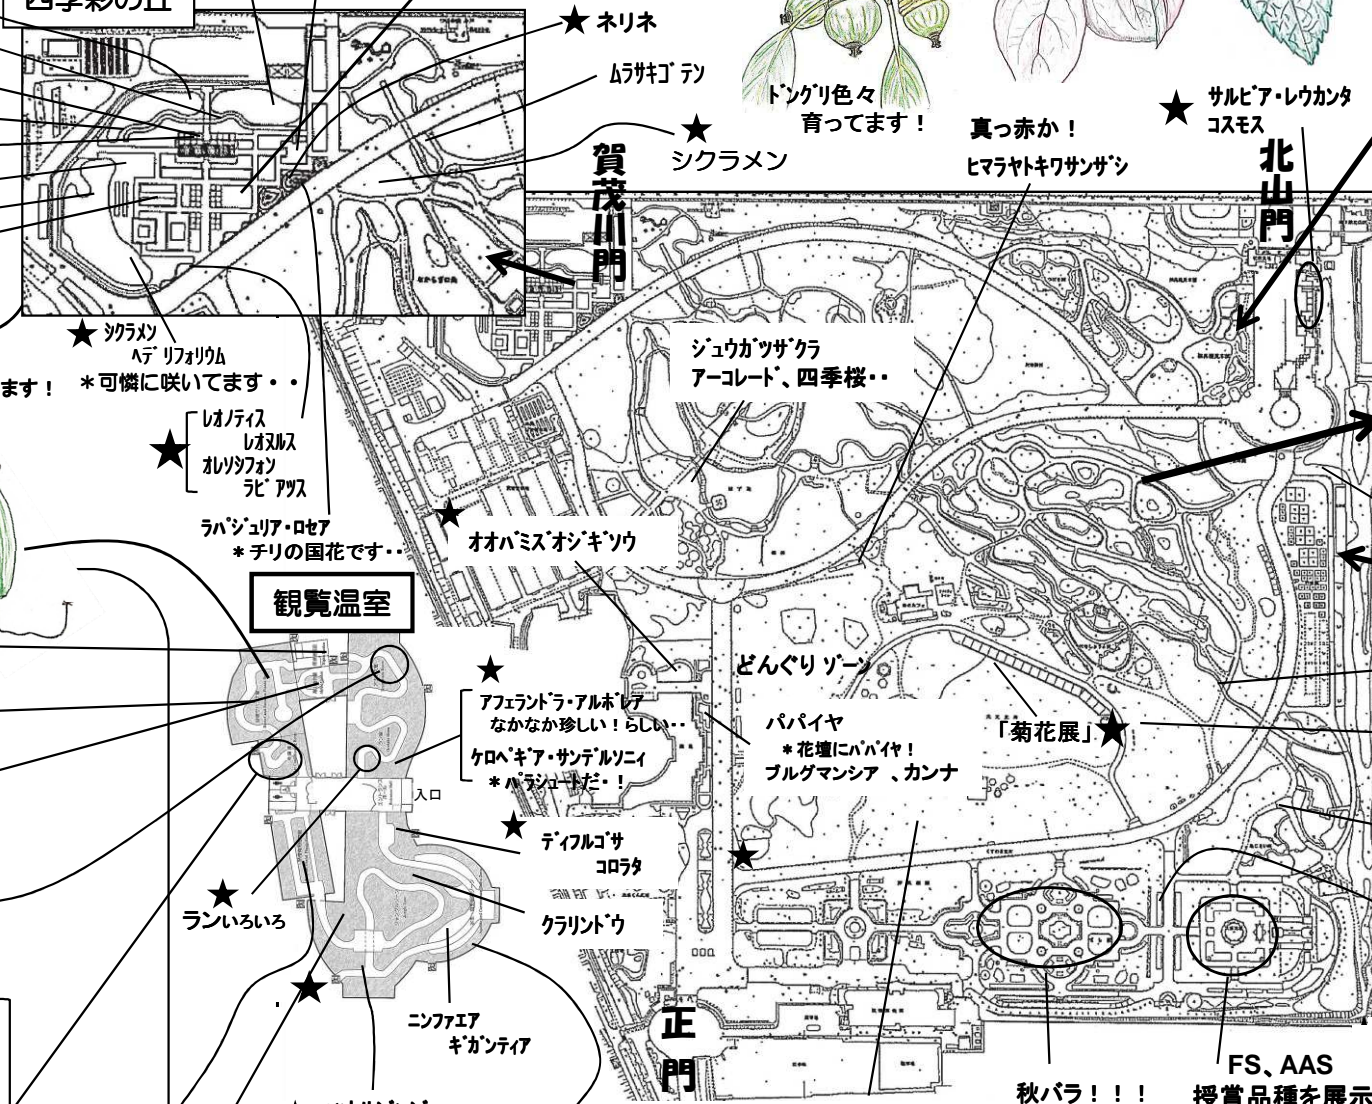 四季彩の丘
★ ネリネ
ムラサキゴテン
★
シクラメン
ドングリ色々
育ってます！
真っ赤か！
ヒマラヤトキワサンザシ
★ サルビア・レウカンタ
コスモス
賀茂川門
北山門
なからぎの森
★ シクラメン
ヘデリフォリウム
ます！ ＊可憐に咲いてます・・
ジュウガツザクラ
アーコレード、四季桜・・
★ レオノティス
レオヌルス
オルソシフォン
ラビアツス
ラパジュリア・ロセア
＊チリの国花です・・
★ オオバミズオジギソウ
観覧温室
どんぐりゾーン
★
アフェランドラ・アルボレア
なかなか珍しい！らしい・・
ケロペギア・サンデルソニィ
＊パラシュートだ・！
パパイヤ
＊花壇にパパイヤ！
ブルグマンシア 、カンナ
「菊花展」★
入口
★ ディフルゴサ
コロラタ
★
★
ランいろいろ
クラリンドウ
★
ニンファエア
ギガンティア
正門
秋バラ！！！
FS、AAS
授賞品種を展示